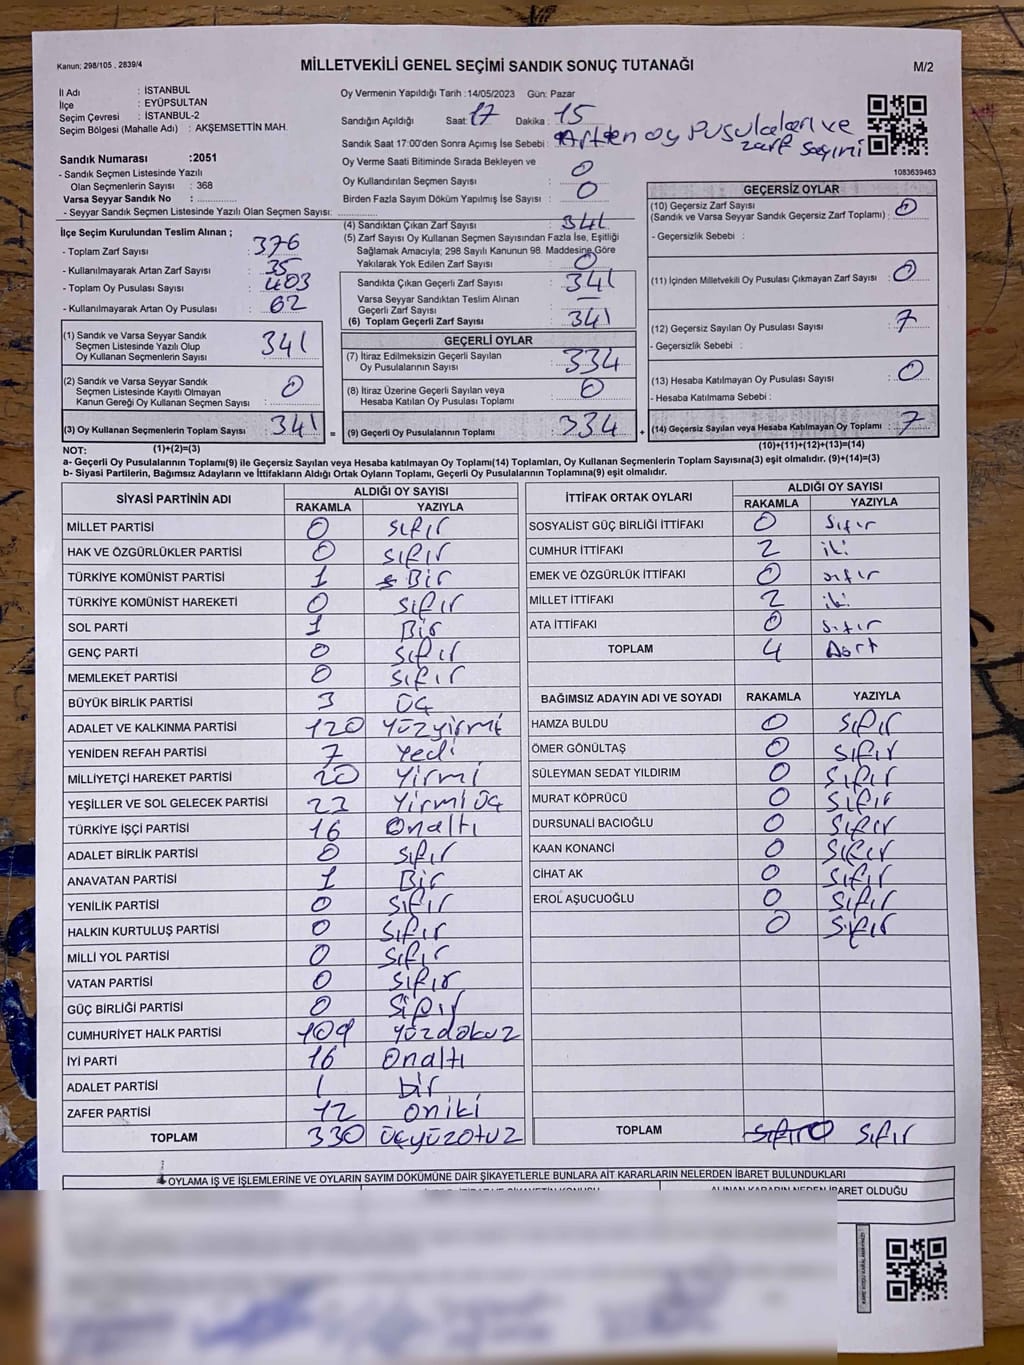 Kanun; 298/105 , 2839/4
MİLLETVEKİLİ GENEL SEÇİMİ SANDIK SONUÇ TUTANAĞI
M/2
İl Adı : İSTANBUL
İlçe : EYÜPSULTAN
Seçim Çevresi : İSTANBUL-2
Seçim Bölgesi (Mahalle Adı) : AKŞEMSETTİN MAH.
Sandık Numarası :2051
- Sandık Seçmen Listesinde Yazılı
Olan Seçmenlerin Sayısı : 368
Varsa Seyyar Sandık No :
- Seyyar Sandık Seçmen Listesinde Yazılı Olan Seçmen Sayısı:
Oy Vermenin Yapıldığı Tarih :14/05/2023 Gün: Pazar
Sandığın Açıldığı Saat: 17 Dakika : 15
Sandık Saat 17:00'den Sonra Açımış İse Sebebi : Artan oy Pusulaları ve
zarf sayımı
Oy Verme Saati Bitiminde Sırada Bekleyen ve
Oy Kullandırılan Seçmen Sayısı : 0
Birden Fazla Sayım Döküm Yapılmış İse Sayısı : 0
1083639463
İlçe Seçim Kurulundan Teslim Alınan ;
- Toplam Zarf Sayısı : 376
- Kullanılmayarak Artan Zarf Sayısı : 35
- Toplam Oy Pusulası Sayısı : 403
- Kullanılmayarak Artan Oy Pusulası : 62
(1) Sandık ve Varsa Seyyar Sandık
Seçmen Listesinde Yazılı Olup
Oy Kullanan Seçmenlerin Sayısı : 341
(2) Sandık ve Varsa Seyyar Sandık
Seçmen Listesinde Kayıtlı Olmayan
Kanun Gereği Oy Kullanan Seçmen Sayısı : 0
(3) Oy Kullanan Seçmenlerin Toplam Sayısı : 341 =
(4) Sandıktan Çıkan Zarf Sayısı : 341
(5) Zarf Sayısı Oy Kullanan Seçmen Sayısından Fazla İse, Eşitliği
Sağlamak Amacıyla; 298 Sayılı Kanunun 98. Maddesine Göre
Yakılarak Yok Edilen Zarf Sayısı : 0
Sandıkta Çıkan Geçerli Zarf Sayısı : 341
Varsa Seyyar Sandıktan Teslim Alınan
Geçerli Zarf Sayısı : —
(6) Toplam Geçerli Zarf Sayısı : 341
GEÇERLİ OYLAR
(7) İtiraz Edilmeksizin Geçerli Sayılan
Oy Pusulalarının Sayısı : 334
(8) İtiraz Üzerine Geçerli Sayılan veya
Hesaba Katılan Oy Pusulası Toplamı : 0
(9) Geçerli Oy Pusulalarının Toplamı : 334 +
GEÇERSİZ OYLAR
(10) Geçersiz Zarf Sayısı
(Sandık ve Varsa Seyyar Sandık Geçersiz Zarf Toplamı) : 0
- Geçersizlik Sebebi :
(11) İçinden Milletvekili Oy Pusulası Çıkmayan Zarf Sayısı : 0
(12) Geçersiz Sayılan Oy Pusulası Sayısı : 7
- Geçersizlik Sebebi :
(13) Hesaba Katılmayan Oy Pusulası Sayısı : 0
- Hesaba Katılmama Sebebi :
(14) Geçersiz Sayılan veya Hesaba Katılmayan Oy Toplamı : 7
NOT: (1)+(2)=(3) (10)+(11)+(12)+(13)=(14)
a- Geçerli Oy Pusulalarının Toplamı(9) ile Geçersiz Sayılan veya Hesaba katılmayan Oy Toplamı(14) Toplamları, Oy Kullanan Seçmenlerin Toplam Sayısına(3) eşit olmalıdır. (9)+(14)=(3)
b- Siyasi Partilerin, Bağımsız Adayların ve İttifakların Aldığı Ortak Oyların Toplamı, Geçerli Oy Pusulalarının Toplamına(9) eşit olmalıdır.
SİYASİ PARTİNİN ADI ALDIĞI OY SAYISI
RAKAMLA YAZIYLA
MİLLET PARTİSİ 0 sıfır
HAK VE ÖZGÜRLÜKLER PARTİSİ 0 sıfır
TÜRKİYE KOMÜNİST PARTİSİ 1 Bir
TÜRKİYE KOMÜNİST HAREKETİ 0 sıfır
SOL PARTİ 1 Bir
GENÇ PARTİ 0 sıfır
MEMLEKET PARTİSİ 0 sıfır
BÜYÜK BİRLİK PARTİSİ 3 üç
ADALET VE KALKINMA PARTİSİ 120 yüzyirmi
YENİDEN REFAH PARTİSİ 7 yedi
MİLLİYETÇİ HAREKET PARTİSİ 20 yirmi
YEŞİLLER VE SOL GELECEK PARTİSİ 23 yirmi üç
TÜRKİYE İŞÇİ PARTİSİ 16 onaltı
ADALET BİRLİK PARTİSİ 0 sıfır
ANAVATAN PARTİSİ 1 Bir
YENİLİK PARTİSİ 0 sıfır
HALKIN KURTULUŞ PARTİSİ 0 sıfır
MİLLİ YOL PARTİSİ 0 sıfır
VATAN PARTİSİ 0 sıfır
GÜÇ BİRLİĞİ PARTİSİ 0 sıfır
CUMHURİYET HALK PARTİSİ 109 yüzdokuz
İYİ PARTİ 16 onaltı
ADALET PARTİSİ 1 bir
ZAFER PARTİSİ 12 oniki
TOPLAM 330 üçyüzotuz
İTTİFAK ORTAK OYLARI ALDIĞI OY SAYISI
RAKAMLA YAZIYLA
SOSYALİST GÜÇ BİRLİĞİ İTTİFAKI 0 sıfır
CUMHUR İTTİFAKI 2 iki
EMEK VE ÖZGÜRLÜK İTTİFAKI 0 sıfır
MİLLET İTTİFAKI 2 iki
ATA İTTİFAKI 0 sıfır
TOPLAM 4 Dört
BAĞIMSIZ ADAYIN ADI VE SOYADI RAKAMLA YAZIYLA
HAMZA BULDU 0 sıfır
ÖMER GÖNÜLTAŞ 0 sıfır
SÜLEYMAN SEDAT YILDIRIM 0 sıfır
MURAT KÖPRÜCÜ 0 sıfır
DURSUNALİ BACIOĞLU 0 sıfır
KAAN KONANCİ 0 sıfır
CİHAT AK 0 sıfır
EROL AŞUCUOĞLU 0 sıfır
0 sıfır
TOPLAM sıfır 0 sıfır
OYLAMA İŞ VE İŞLEMLERİNE VE OYLARIN SAYIM DÖKÜMÜNE DAİR ŞİKAYETLERLE BUNLARA AİT KARARLARIN NELERDEN İBARET BULUNDUKLARI
ALINAN KARARIN NEDEN İBARET OLDUĞU